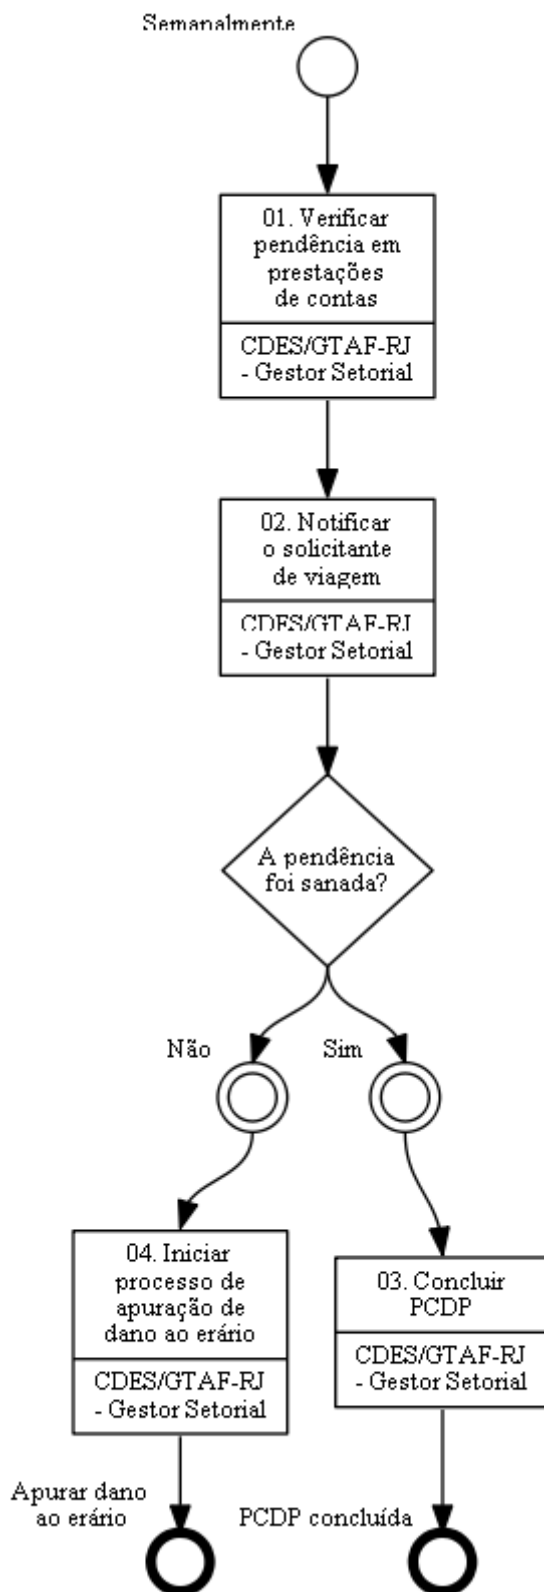 Semanalmente
01. Verificar
pendência em
prestações
de contas
CDES/GTAF-RJ
- Gestor Setorial
02. Notificar
o solicitante
de viagem
CDES/GTAF-RJ
- Gestor Setorial
A pendência
foi sanada?
Não
Sim
04. Iniciar
processo de
apuração de
dano ao erário
CDES/GTAF-RJ
- Gestor Setorial
03. Concluir
PCDP
CDES/GTAF-RJ
- Gestor Setorial
Apurar dano
ao erário
PCDP concluída